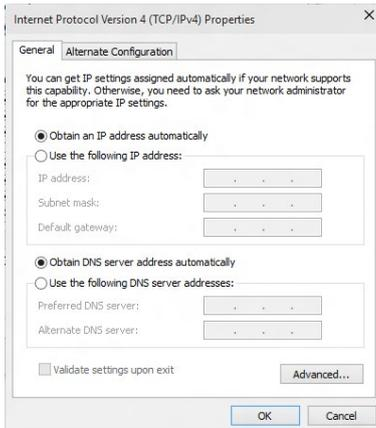 Internet Protocol Version 4 (TCP/IPv4) Properties
General
Alternate Configuration
You can get IP settings assigned automatically if your network supports
this capability. Otherwise, you need to ask your network administrator
for the appropriate IP settings.
Obtain an IP address automatically
Use the following IP address:
IP address:
Subnet mask:
Default gateway:
Obtain DNS server address automatically
Use the following DNS server addresses:
Preferred DNS server:
Alternate DNS server:
Validate settings upon exit
Advanced...
OK
Cancel